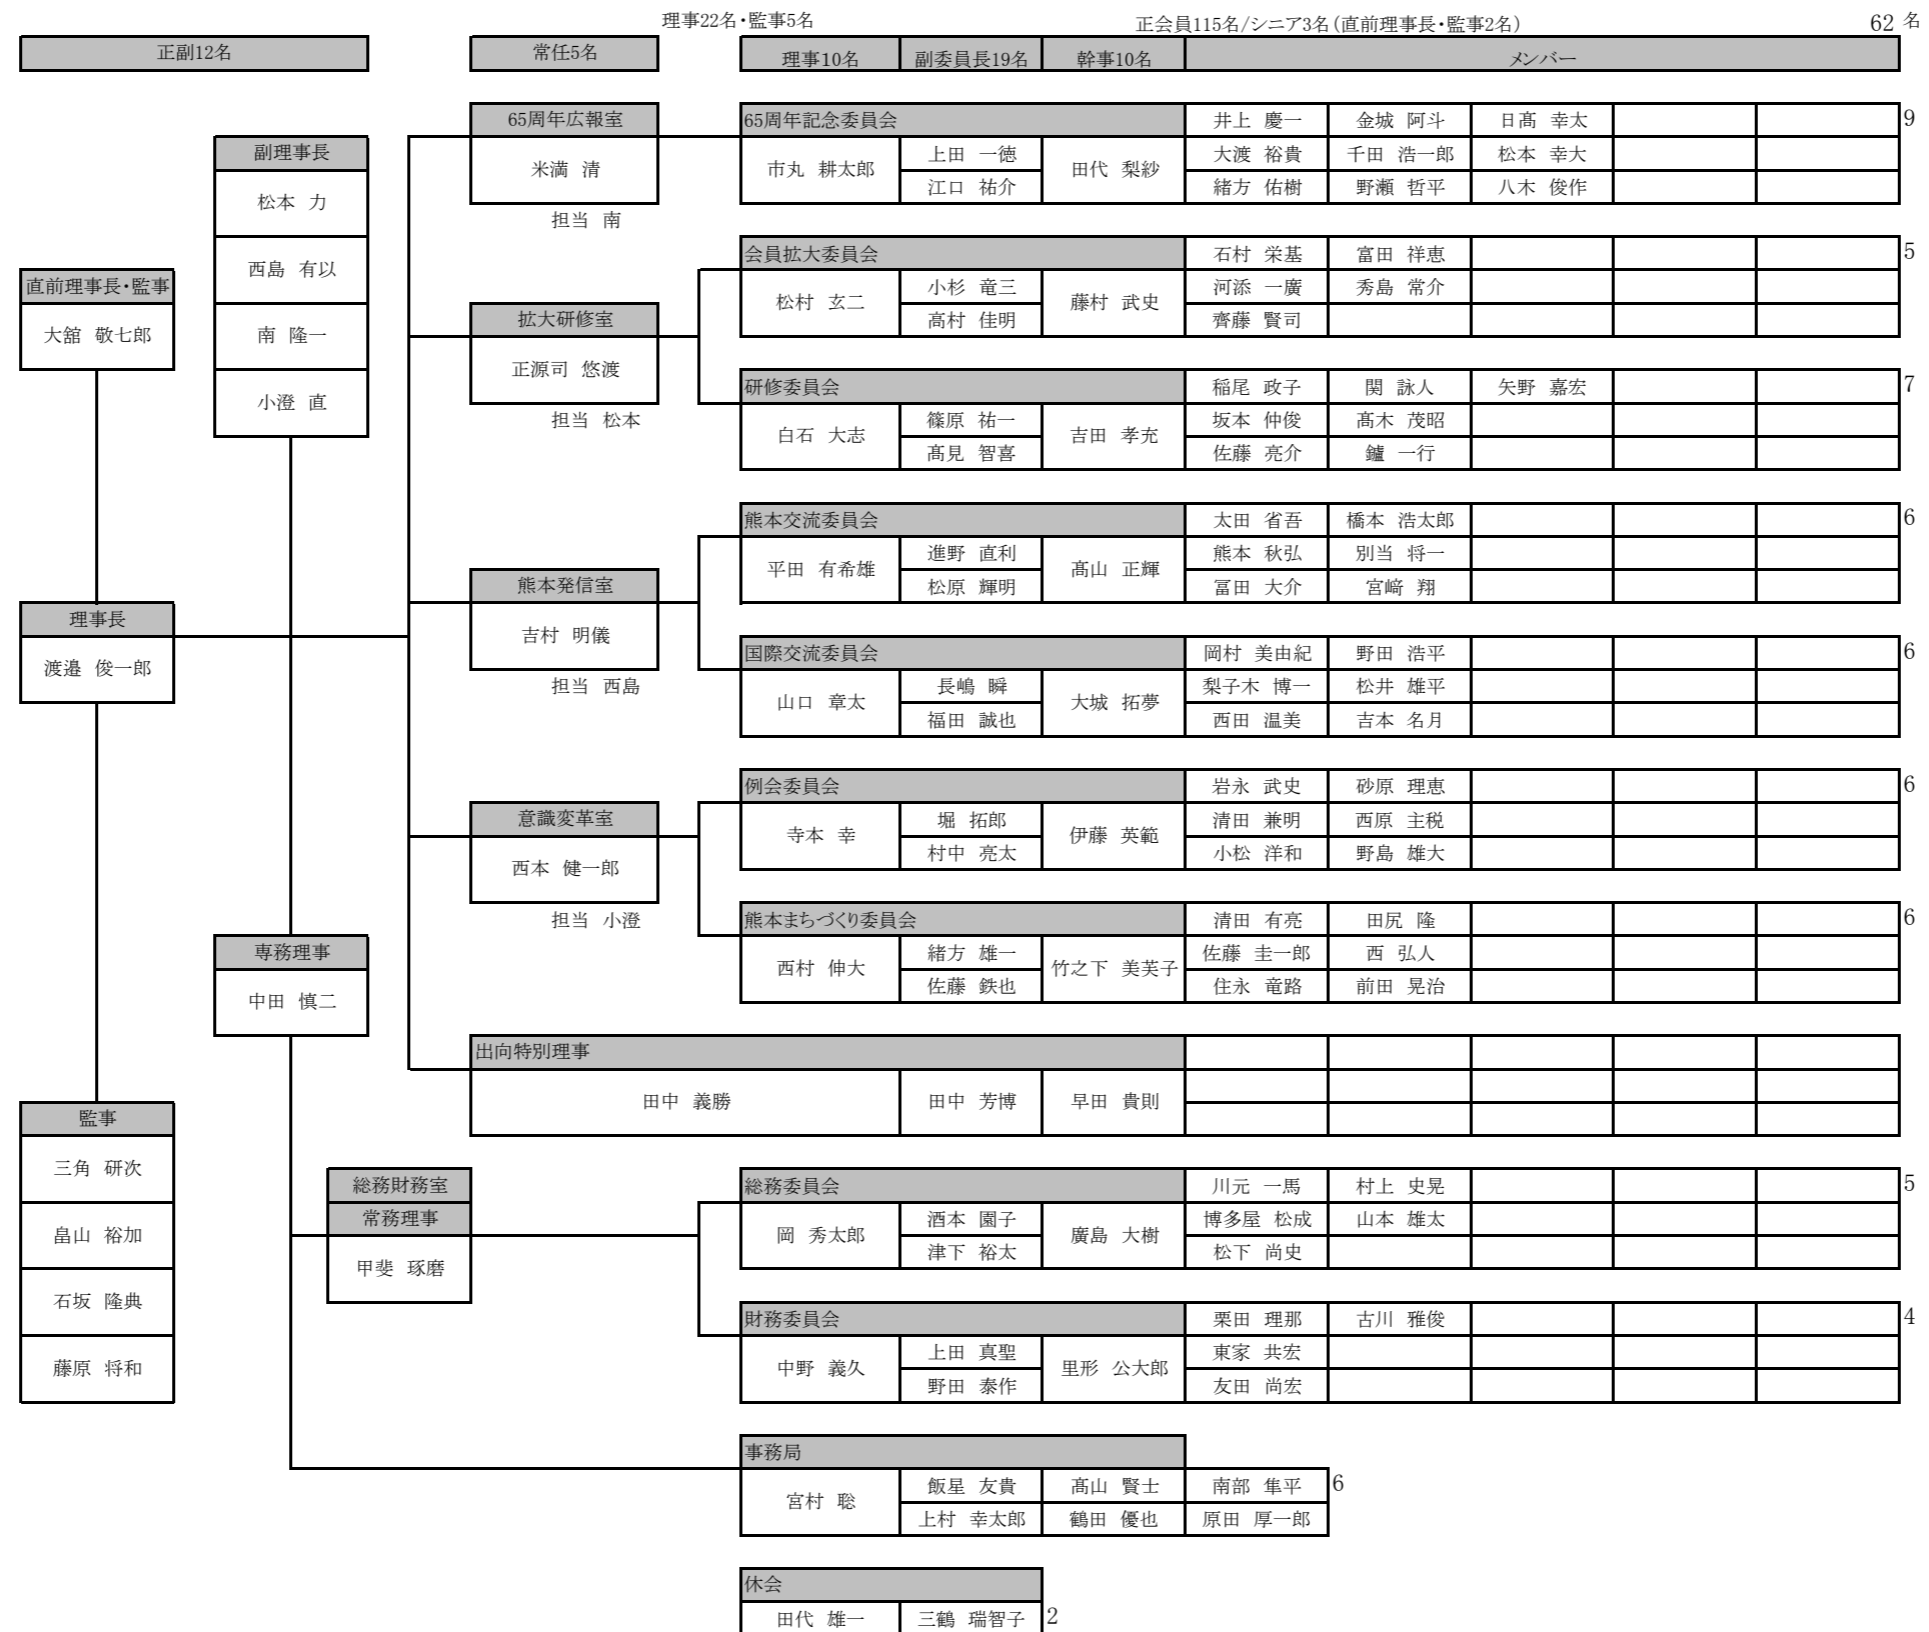 理事22名・監事5名 正会員115名/シニア3名(直前理事長・監事2名) 62 名
正副12名 常任5名 理事10名 副委員長19名 幹事10名 メンバー
65周年広報室
米満 清
担当 南
65周年記念委員会 井上 慶一 金城 阿斗 日髙 幸太 9
市丸 耕太郎 上田 一徳 田代 梨紗 大渡 裕貴 千田 浩一郎 松本 幸大
江口 祐介 緒方 佑樹 野瀬 哲平 八木 俊作
副理事長
松本 力
西島 有以
南 隆一
小澄 直
直前理事長・監事
大舘 敬七郎
拡大研修室
正源司 悠渡
担当 松本
会員拡大委員会 石村 栄基 富田 祥恵 5
松村 玄二 小杉 竜三 藤村 武史 河添 一廣 秀島 常介
高村 佳明 齊藤 賢司
研修委員会 稲尾 政子 関 詠人 矢野 嘉宏 7
白石 大志 篠原 祐一 吉田 孝充 坂本 仲俊 髙木 茂昭
髙見 智喜 佐藤 亮介 鑪 一行
理事長
渡邉 俊一郎
熊本発信室
吉村 明儀
担当 西島
熊本交流委員会 太田 省吾 橋本 浩太郎 6
平田 有希雄 進野 直利 髙山 正輝 熊本 秋弘 別当 将一
松原 輝明 冨田 大介 宮﨑 翔
国際交流委員会 岡村 美由紀 野田 浩平 6
山口 章太 長嶋 瞬 大城 拓夢 梨子木 博一 松井 雄平
福田 誠也 西田 温美 吉本 名月
意識変革室
西本 健一郎
担当 小澄
例会委員会 岩永 武史 砂原 理恵 6
寺本 幸 堀 拓郎 伊藤 英範 清田 兼明 西原 主税
村中 亮太 小松 洋和 野島 雄大
熊本まちづくり委員会 清田 有亮 田尻 隆 6
西村 伸大 緒方 雄一 竹之下 美芙子 佐藤 圭一郎 西 弘人
佐藤 鉄也 住永 竜路 前田 晃治
専務理事
中田 慎二
出向特別理事
田中 義勝 田中 芳博 早田 貴則
監事
三角 研次
畠山 裕加
石坂 隆典
藤原 将和
総務財務室
常務理事
甲斐 琢磨
総務委員会 川元 一馬 村上 史晃 5
岡 秀太郎 酒本 園子 廣島 大樹 博多屋 松成 山本 雄太
津下 裕太 松下 尚史
財務委員会 栗田 理那 古川 雅俊 4
中野 義久 上田 真聖 里形 公大郎 東家 共宏
野田 泰作 友田 尚宏
事務局
宮村 聡 飯星 友貴 髙山 賢士 南部 隼平 6
上村 幸太郎 鶴田 優也 原田 厚一郎
休会
田代 雄一 三鶴 瑞智子 2